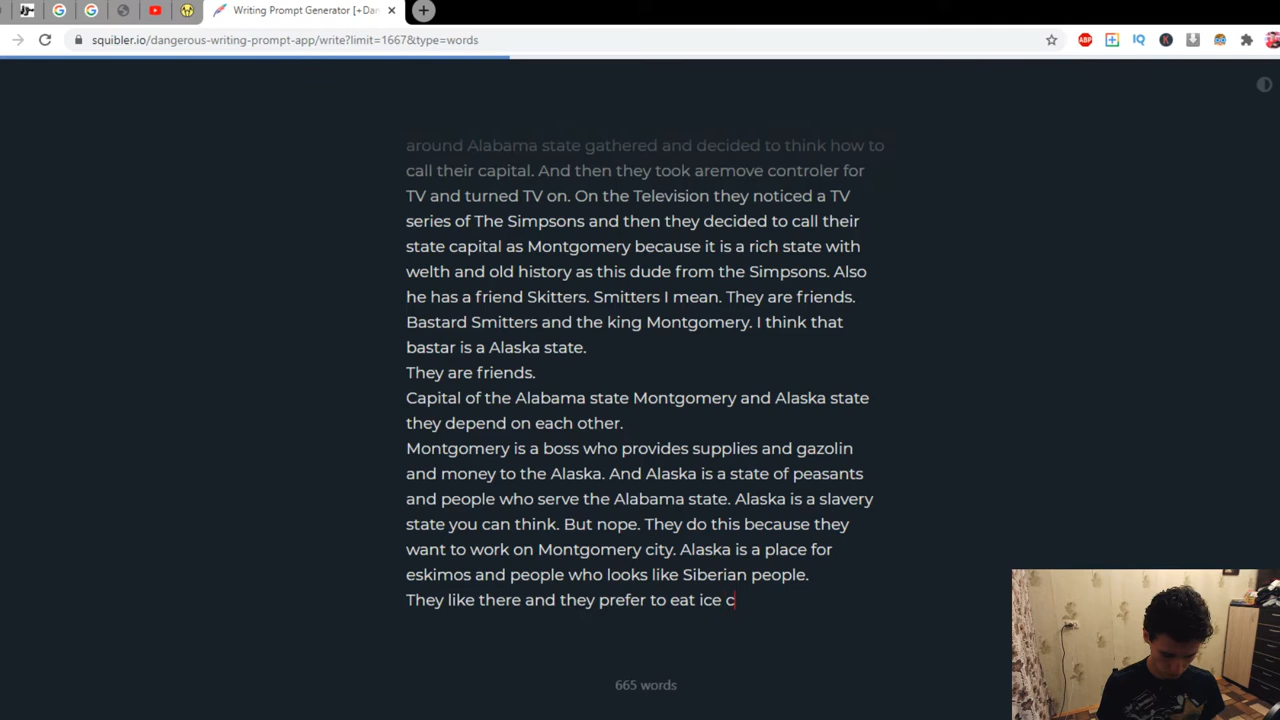 Writing Prompt Generator [+Dan
squibler.io/dangerous-writing-prompt-app/write?limit=1667&type=words
around Alabama state gathered and decided to think how to
call their capital. And then they took aremove controler for
TV and turned TV on. On the Television they noticed a TV
series of The Simpsons and then they decided to call their
state capital as Montgomery because it is a rich state with
welth and old history as this dude from the Simpsons. Also
he has a friend Skitters. Smitters I mean. They are friends.
Bastard Smitters and the king Montgomery. I think that
bastar is a Alaska state.
They are friends.
Capital of the Alabama state Montgomery and Alaska state
they depend on each other.
Montgomery is a boss who provides supplies and gazolin
and money to the Alaska. And Alaska is a state of peasants
and people who serve the Alabama state. Alaska is a slavery
state you can think. But nope. They do this because they
want to work on Montgomery city. Alaska is a place for
eskimos and people who looks like Siberian people.
They like there and they prefer to eat ice c
665 words